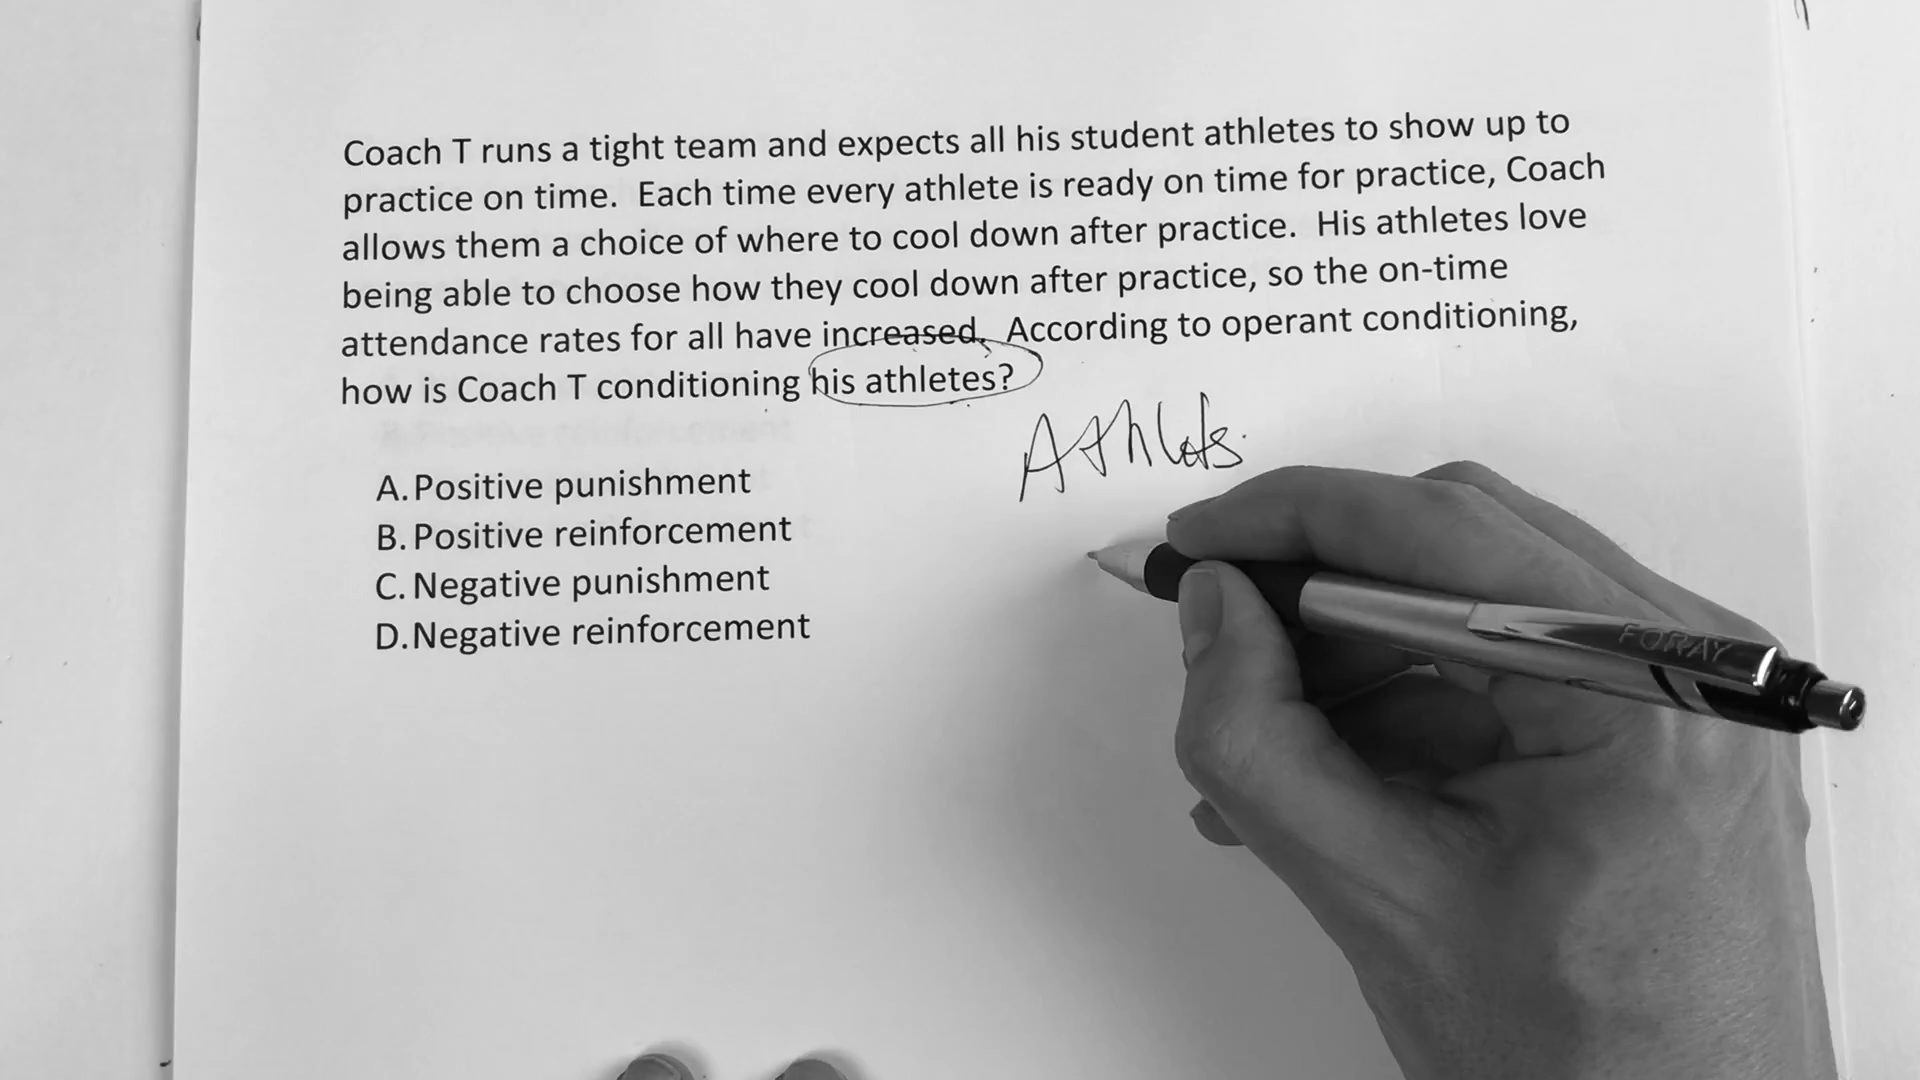 Coach T runs a tight team and expects all his student athletes to show up to
practice on time. Each time every athlete is ready on time for practice, Coach
allows them a choice of where to cool down after practice. His athletes love
being able to choose how they cool down after practice, so the on-time
attendance rates for all have increased. According to operant conditioning,
how is Coach T conditioning his athletes?
Athlets.
A. Positive punishment
B. Positive reinforcement
C. Negative punishment
D. Negative reinforcement
FORAY